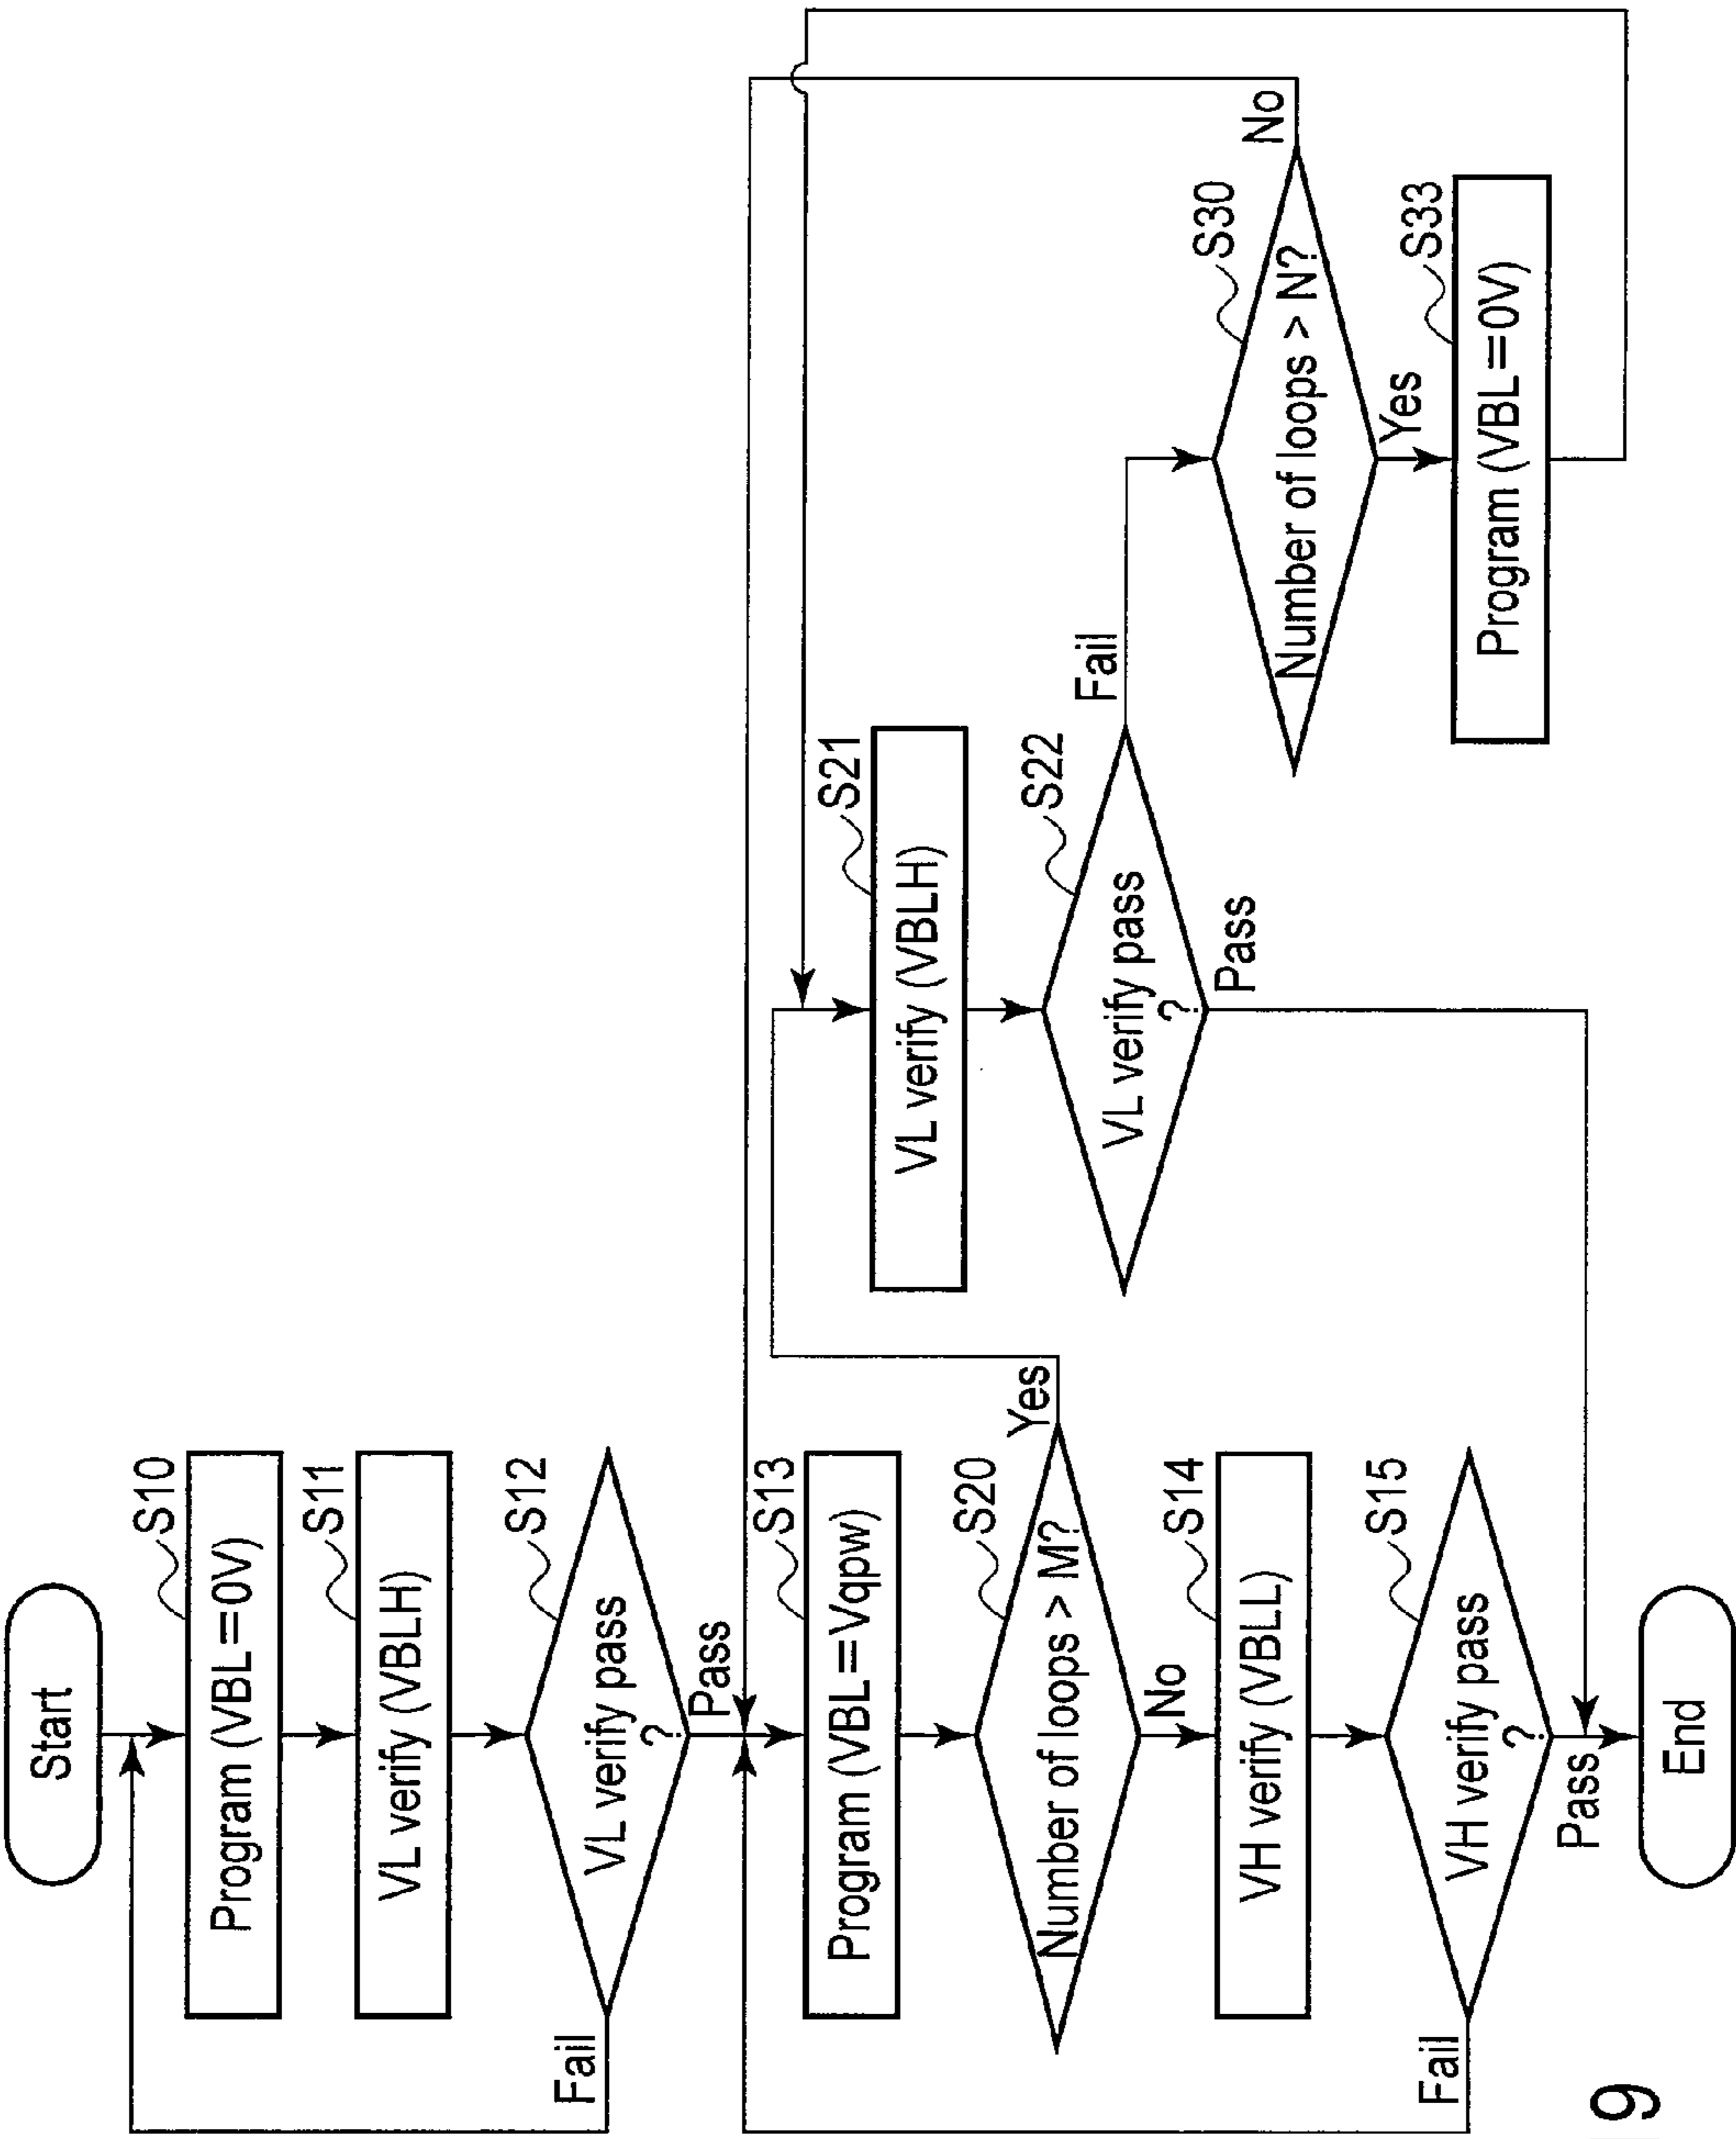 Start
S10
Program (VBL=0V)
S11
VL verify (VBLH)
S12
VL verify pass
?
Fail
Pass
S13
Program (VBL=Vqpw)
S20
Number of loops > M?
Yes
No
S14
VH verify (VBLL)
S15
VH verify pass
?
Fail
Pass
End
S21
VL verify (VBLH)
S22
VL verify pass
?
Fail
Pass
S30
Number of loops > N?
No
Yes
S33
Program (VBL=0V)
9